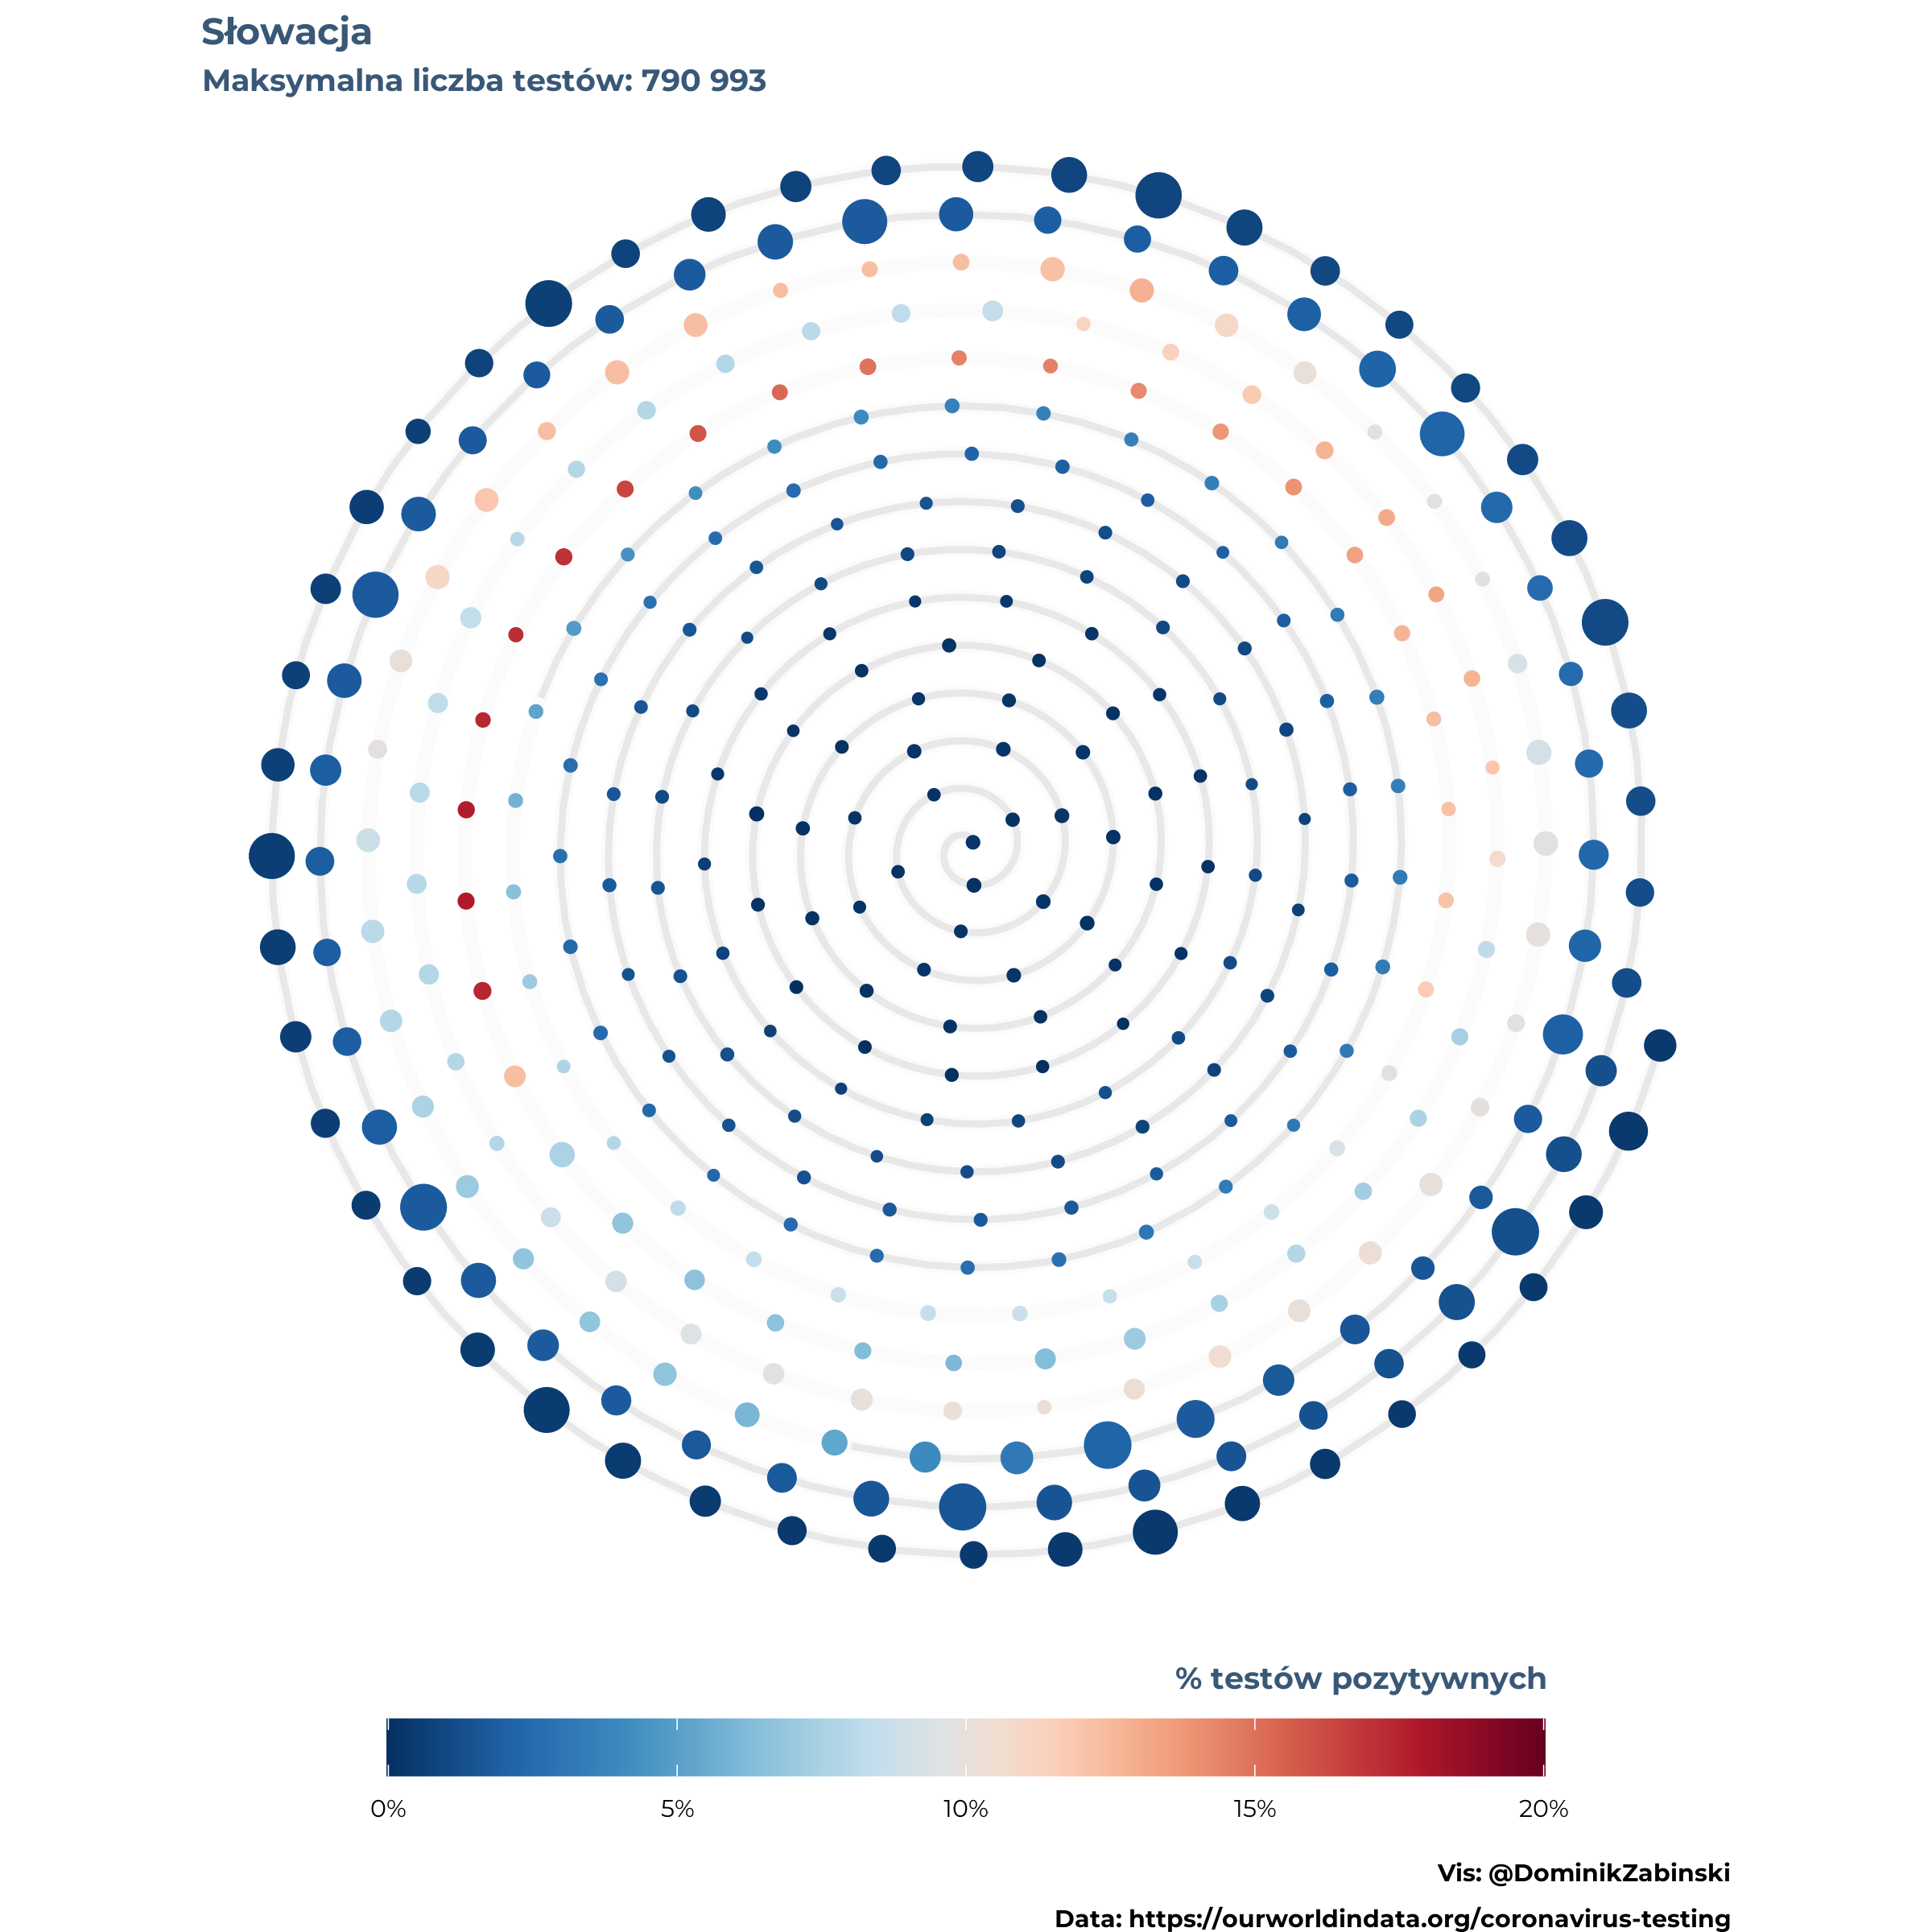 Słowacja
Maksymalna liczba testów: 790 993
% testów pozytywnych
0% 5% 10% 15% 20%
Vis: @DominikZabinski
Data: https://ourworldindata.org/coronavirus-testing